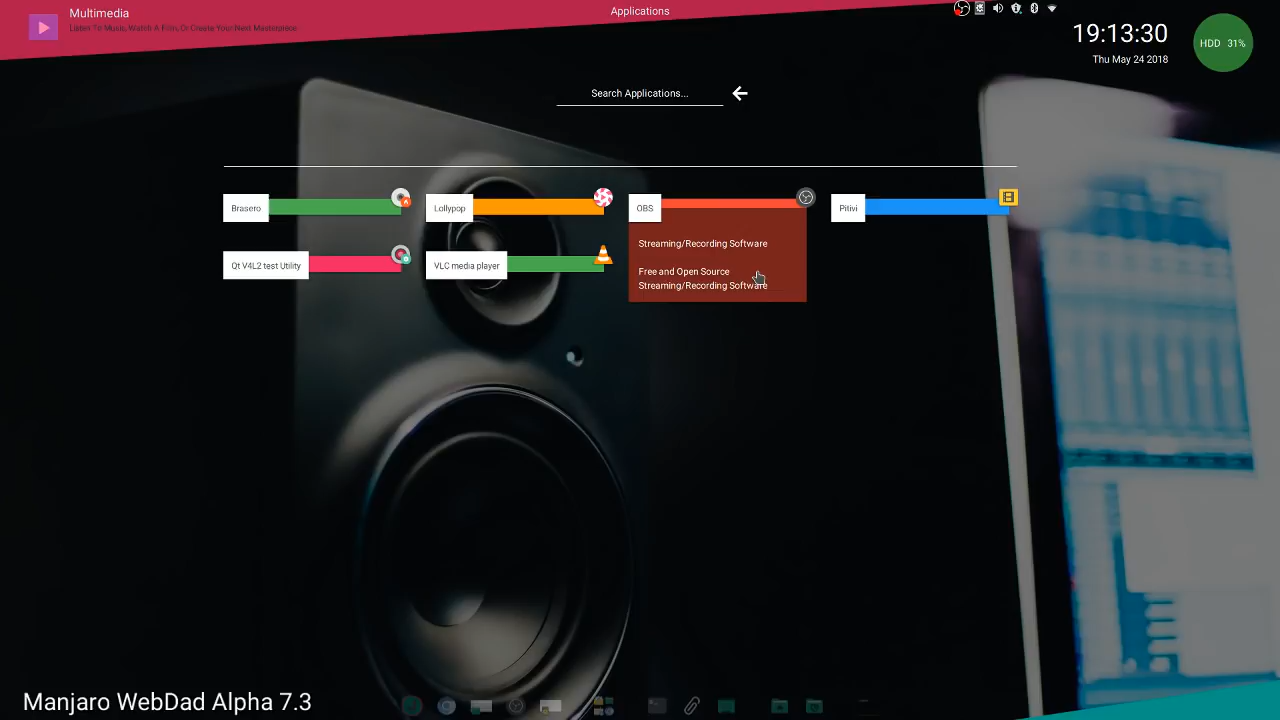 Multimedia
Listen To Music, Watch A Film, Or Create Your Next Masterpiece
Applications
19:13:30
Thu May 24 2018
HDD 31%
Search Applications...
Brasero
Lollypop
OBS
Pitivi
Streaming/Recording Software
Free and Open Source
Streaming/Recording Software
Qt V4L2 test Utility
VLC media player
Manjaro WebDad Alpha 7.3